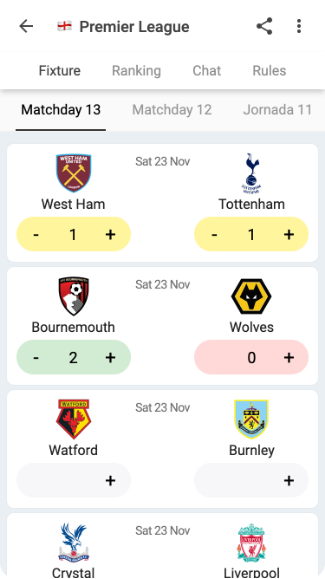 Premier League
Fixture Ranking Chat Rules
Matchday 13 Matchday 12 Jornada 11
Sat 23 Nov
WEST HAM
UNITED
West Ham Tottenham
- 1 + - 1 +
Sat 23 Nov
Bournemouth Wolves
- 2 + 0 +
Sat 23 Nov
WATFORD
Watford Burnley
+ +
Sat 23 Nov
Crystal Liverpool